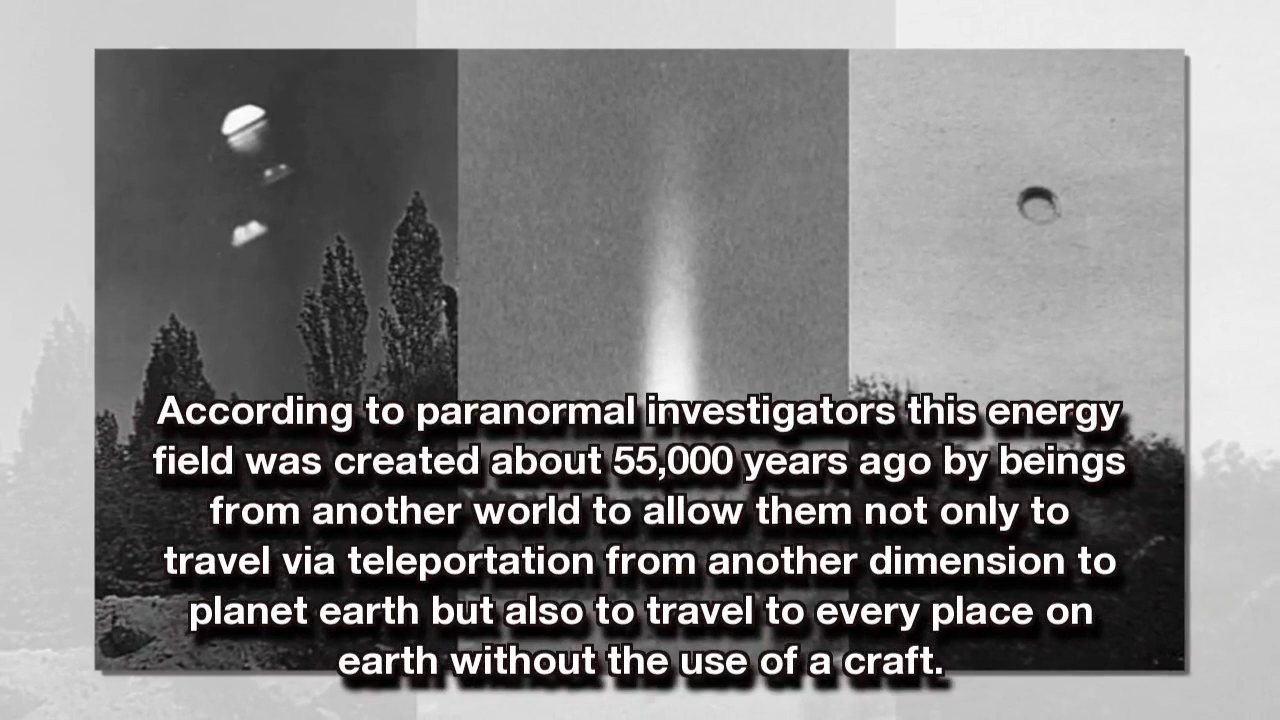 According to paranormal investigators this energy
field was created about 55,000 years ago by beings
from another world to allow them not only to
travel via teleportation from another dimension to
planet earth but also to travel to every place on
earth without the use of a craft.